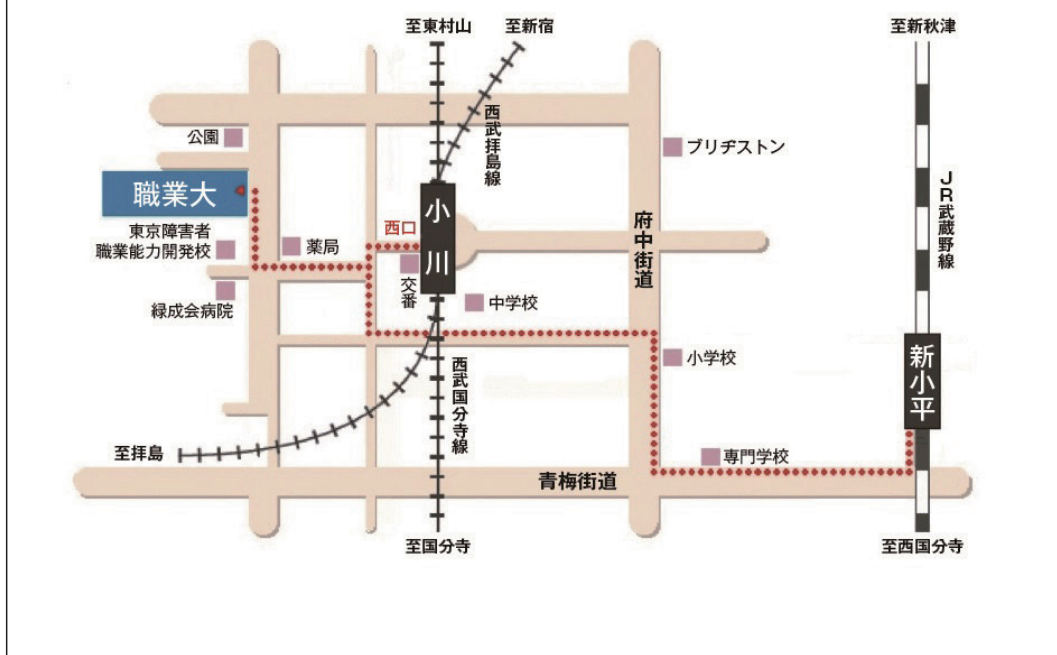 至東村山
至新宿
至新秋津
公園
西武拝島線
ブリヂストン
職業大
小川
西口
府中街道
JR武蔵野線
東京障害者
職業能力開発校
薬局
交番
中学校
緑成会病院
小学校
新小平
西武国分寺線
至拝島
専門学校
青梅街道
至国分寺
至西国分寺